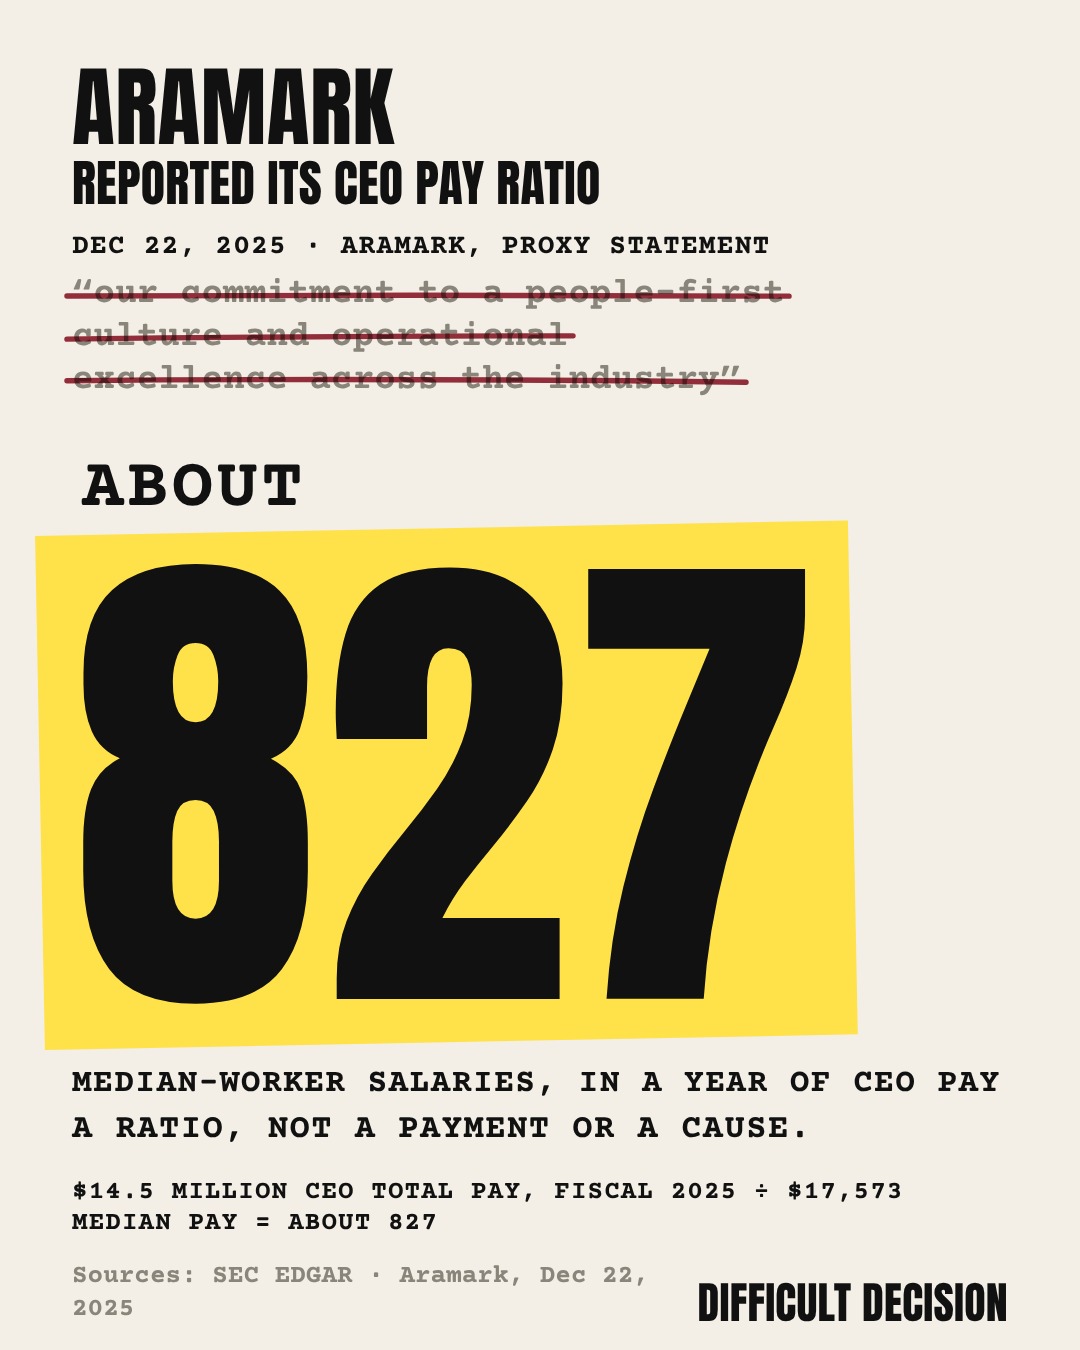 ARAMARK
REPORTED ITS CEO PAY RATIO
DEC 22, 2025 · ARAMARK, PROXY STATEMENT
“our commitment to a people-first
culture and operational
excellence across the industry”
ABOUT
827
MEDIAN-WORKER SALARIES, IN A YEAR OF CEO PAY
A RATIO, NOT A PAYMENT OR A CAUSE.
$14.5 MILLION CEO TOTAL PAY, FISCAL 2025 ÷ $17,573
MEDIAN PAY = ABOUT 827
Sources: SEC EDGAR · Aramark, Dec 22,
2025
DIFFICULT DECISION